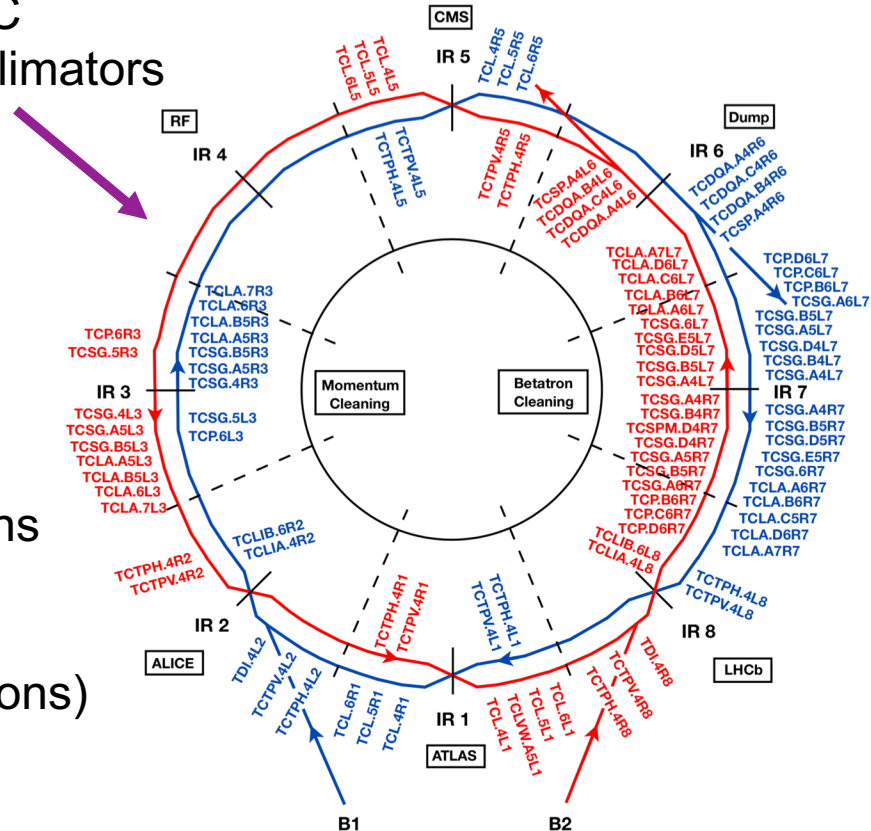 C
limators
ns
ons)
CMS
IR 5
TCL.6L5
TCL.5L5
TCL.4L5
TCL.4R5
TCL.5R5
TCL.6R5
RF
IR 4
TCTPH.4L5
TCTPV.4L5
TCTPV.4R5
TCTPH.4R5
Dump
IR 6
TCSP.A4L6
TCDQA.B4L6
TCDQA.C4L6
TCDQA.A4L6
TCDQA.A4R6
TCDQA.C4R6
TCDQA.B4R6
TCSP.A4R6
TCLA.7R3
TCLA.6R3
TCLA.B5R3
TCLA.A5R3
TCSG.B5R3
TCSG.A5R3
TCSG.4R3
TCP.6R3
TCSG.5R3
IR 3
TCSG.4L3
TCSG.A5L3
TCSG.B5L3
TCLA.A5L3
TCLA.B5L3
TCLA.6L3
TCLA.7L3
TCSG.5L3
TCP.6L3
Momentum
Cleaning
Betatron
Cleaning
TCLA.A7L7
TCLA.D6L7
TCLA.C6L7
TCLA.B6L7
TCLA.A6L7
TCSG.6L7
TCSG.E5L7
TCSG.D5L7
TCSG.B5L7
TCSG.A4L7
TCSG.A4R7
TCSG.B4R7
TCSPM.D4R7
TCSG.D4R7
TCSG.A5R7
TCSG.B5R7
TCSG.A6R7
TCP.B6R7
TCP.C6R7
TCP.D6R7
TCP.D6L7
TCP.C6L7
TCP.B6L7
TCSG.A6L7
TCSG.B5L7
TCSG.A5L7
TCSG.D4L7
TCSG.B4L7
TCSG.A4L7
IR 7
TCSG.A4R7
TCSG.B5R7
TCSG.D5R7
TCSG.E5R7
TCSG.6R7
TCLA.A6R7
TCLA.B6R7
TCLA.C5R7
TCLA.D6R7
TCLA.A7R7
TCLIB.6R2
TCLIA.4R2
TCTPH.4R2
TCTPV.4R2
IR 2
ALICE
TDI.4L2
TCTPV.4L2
TCTPH.4L2
TCL.6R1
TCL.5R1
TCL.4R1
TCTPH.4R1
TCTPV.4R1
TCTPV.4L1
TCTPH.4L1
IR 1
ATLAS
TCL.4L1
TCLVW.A5L1
TCL.5L1
TCL.6L1
TCTPH.4R8
TCTPV.4R8
TDI.4R8
TCLIB.6L8
TCLIA.4L8
TCTPH.4L8
TCTPV.4L8
IR 8
LHCb
B1
B2